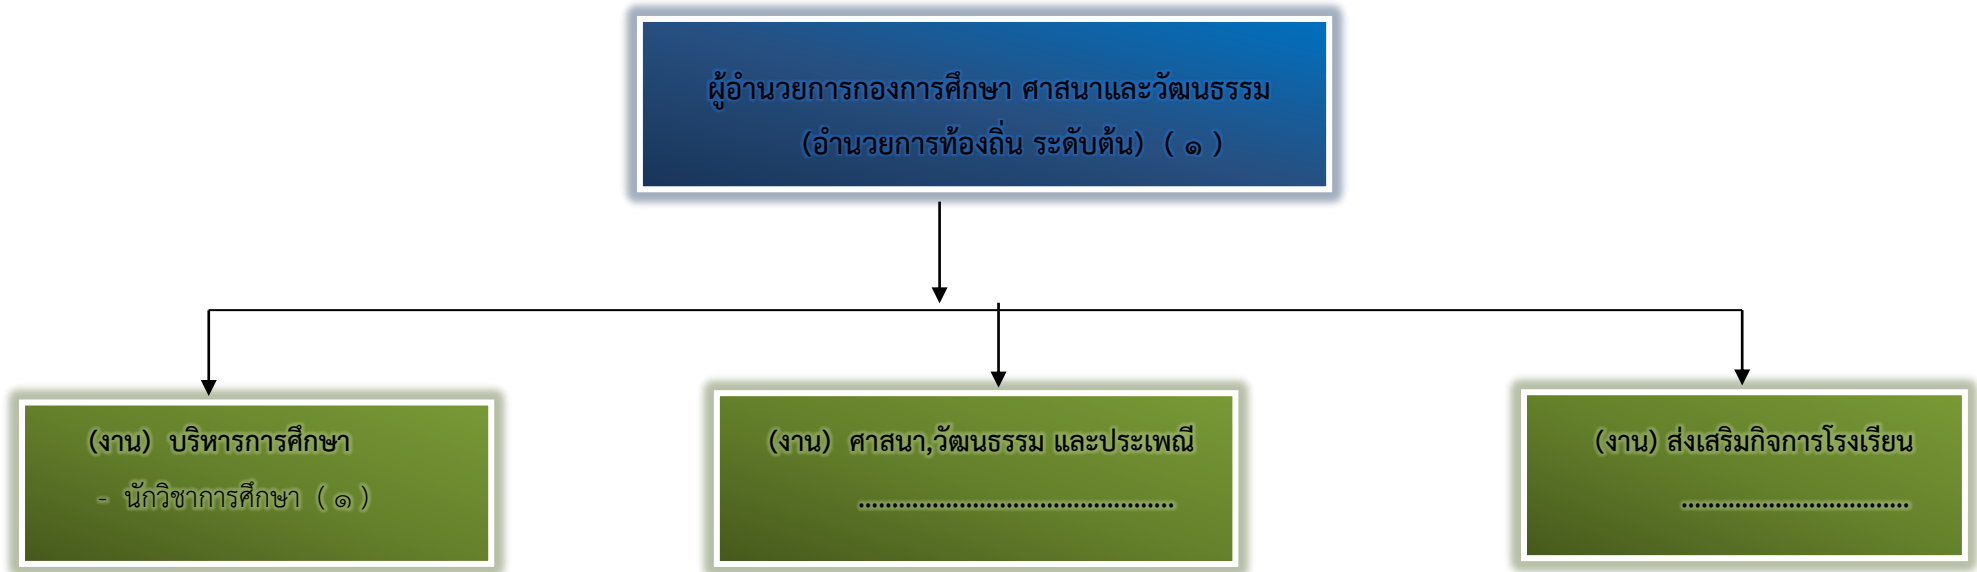 ผู้อำนวยการกองการศึกษา ศาสนาและวัฒนธรรม
(อำนวยการท้องถิ่น ระดับต้น) ( ๑ )
(งาน) บริหารการศึกษา
- นักวิชาการศึกษา ( ๑ )
(งาน) ศาสนา,วัฒนธรรม และประเพณี
...............................................
(งาน) ส่งเสริมกิจการโรงเรียน
..................................